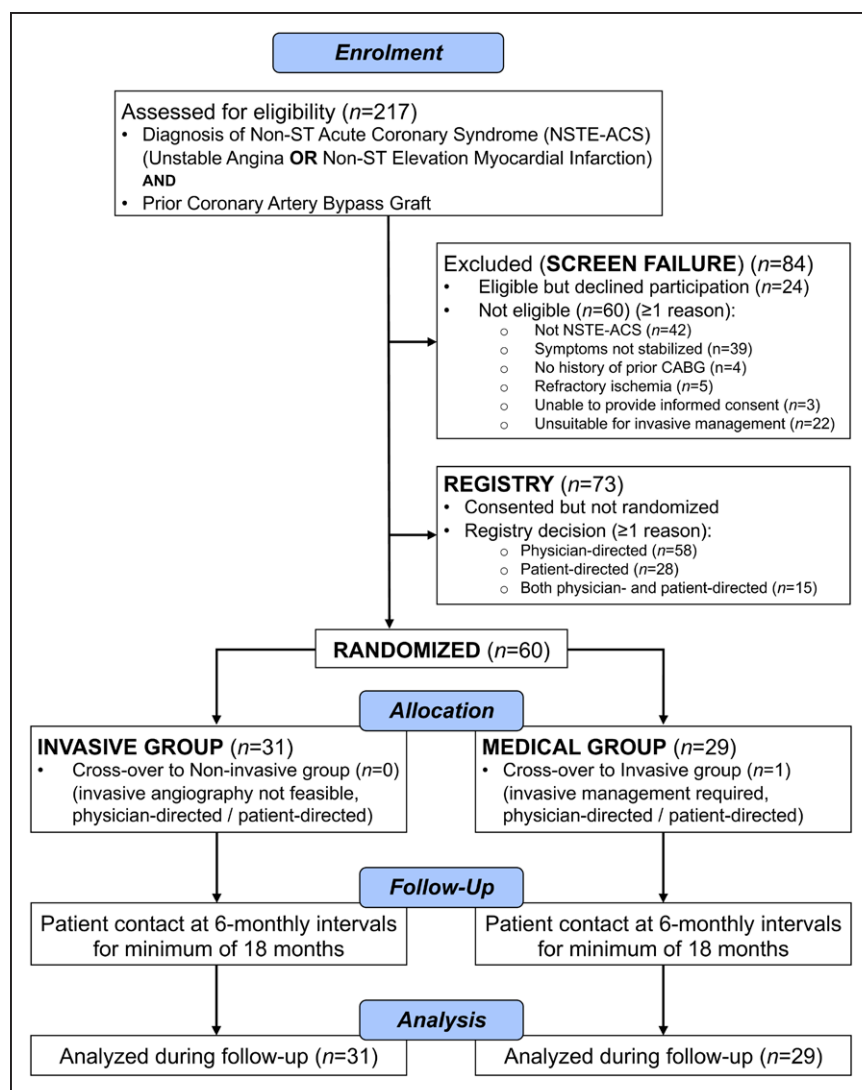 Enrolment
Assessed for eligibility (n=217)
• Diagnosis of Non-ST Acute Coronary Syndrome (NSTE-ACS)
(Unstable Angina OR Non-ST Elevation Myocardial Infarction)
AND
• Prior Coronary Artery Bypass Graft
Excluded (SCREEN FAILURE) (n=84)
• Eligible but declined participation (n=24)
• Not eligible (n=60) (≥1 reason):
o Not NSTE-ACS (n=42)
o Symptoms not stabilized (n=39)
o No history of prior CABG (n=4)
o Refractory ischemia (n=5)
o Unable to provide informed consent (n=3)
o Unsuitable for invasive management (n=22)
REGISTRY (n=73)
• Consented but not randomized
• Registry decision (≥1 reason):
o Physician-directed (n=58)
o Patient-directed (n=28)
o Both physician- and patient-directed (n=15)
RANDOMIZED (n=60)
Allocation
INVASIVE GROUP (n=31)
• Cross-over to Non-invasive group (n=0)
(invasive angiography not feasible,
physician-directed / patient-directed)
MEDICAL GROUP (n=29)
• Cross-over to Invasive group (n=1)
(invasive management required,
physician-directed / patient-directed)
Follow-Up
Patient contact at 6-monthly intervals
for minimum of 18 months
Patient contact at 6-monthly intervals
for minimum of 18 months
Analysis
Analyzed during follow-up (n=31)
Analyzed during follow-up (n=29)